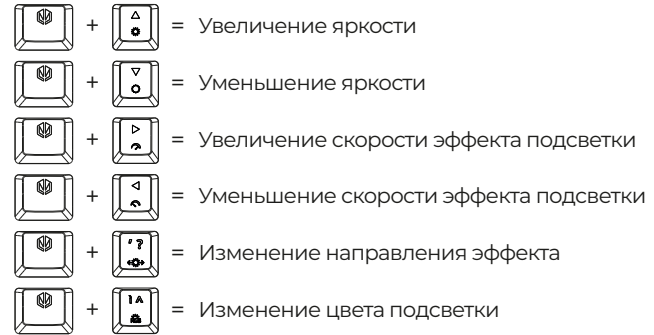 + = Увеличение яркости
+ = Уменьшение яркости
+ = Увеличение скорости эффекта подсветки
+ = Уменьшение скорости эффекта подсветки
+ ' ? = Изменение направления эффекта
+ = Изменение цвета подсветки